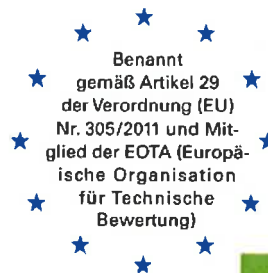 Benannt
gemäß Artikel 29
der Verordnung (EU)
Nr. 305/2011 und Mit-
glied der EOTA (Europä-
ische Organisation
für Technische
Bewertung)